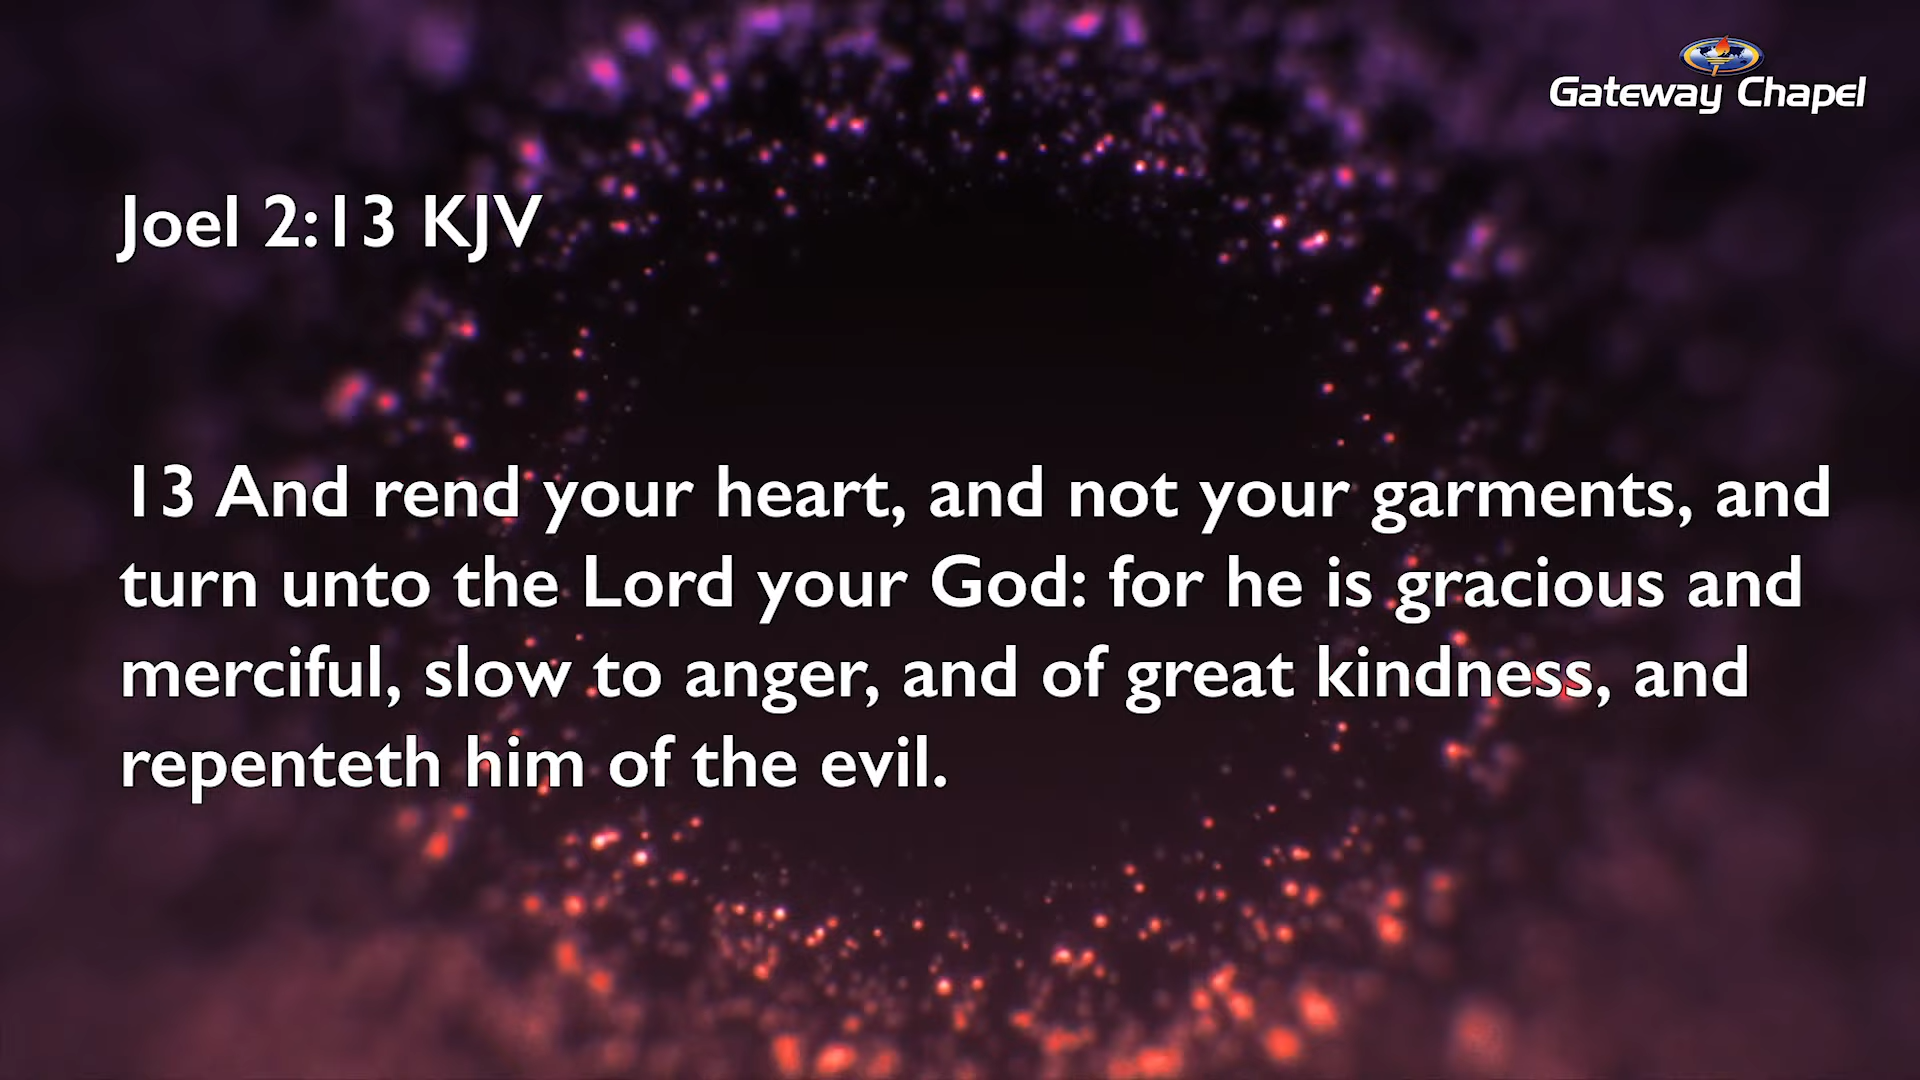 Gateway Chapel
Joel 2:13 KJV
13 And rend your heart, and not your garments, and
turn unto the Lord your God: for he is gracious and
merciful, slow to anger, and of great kindness, and
repenteth him of the evil.